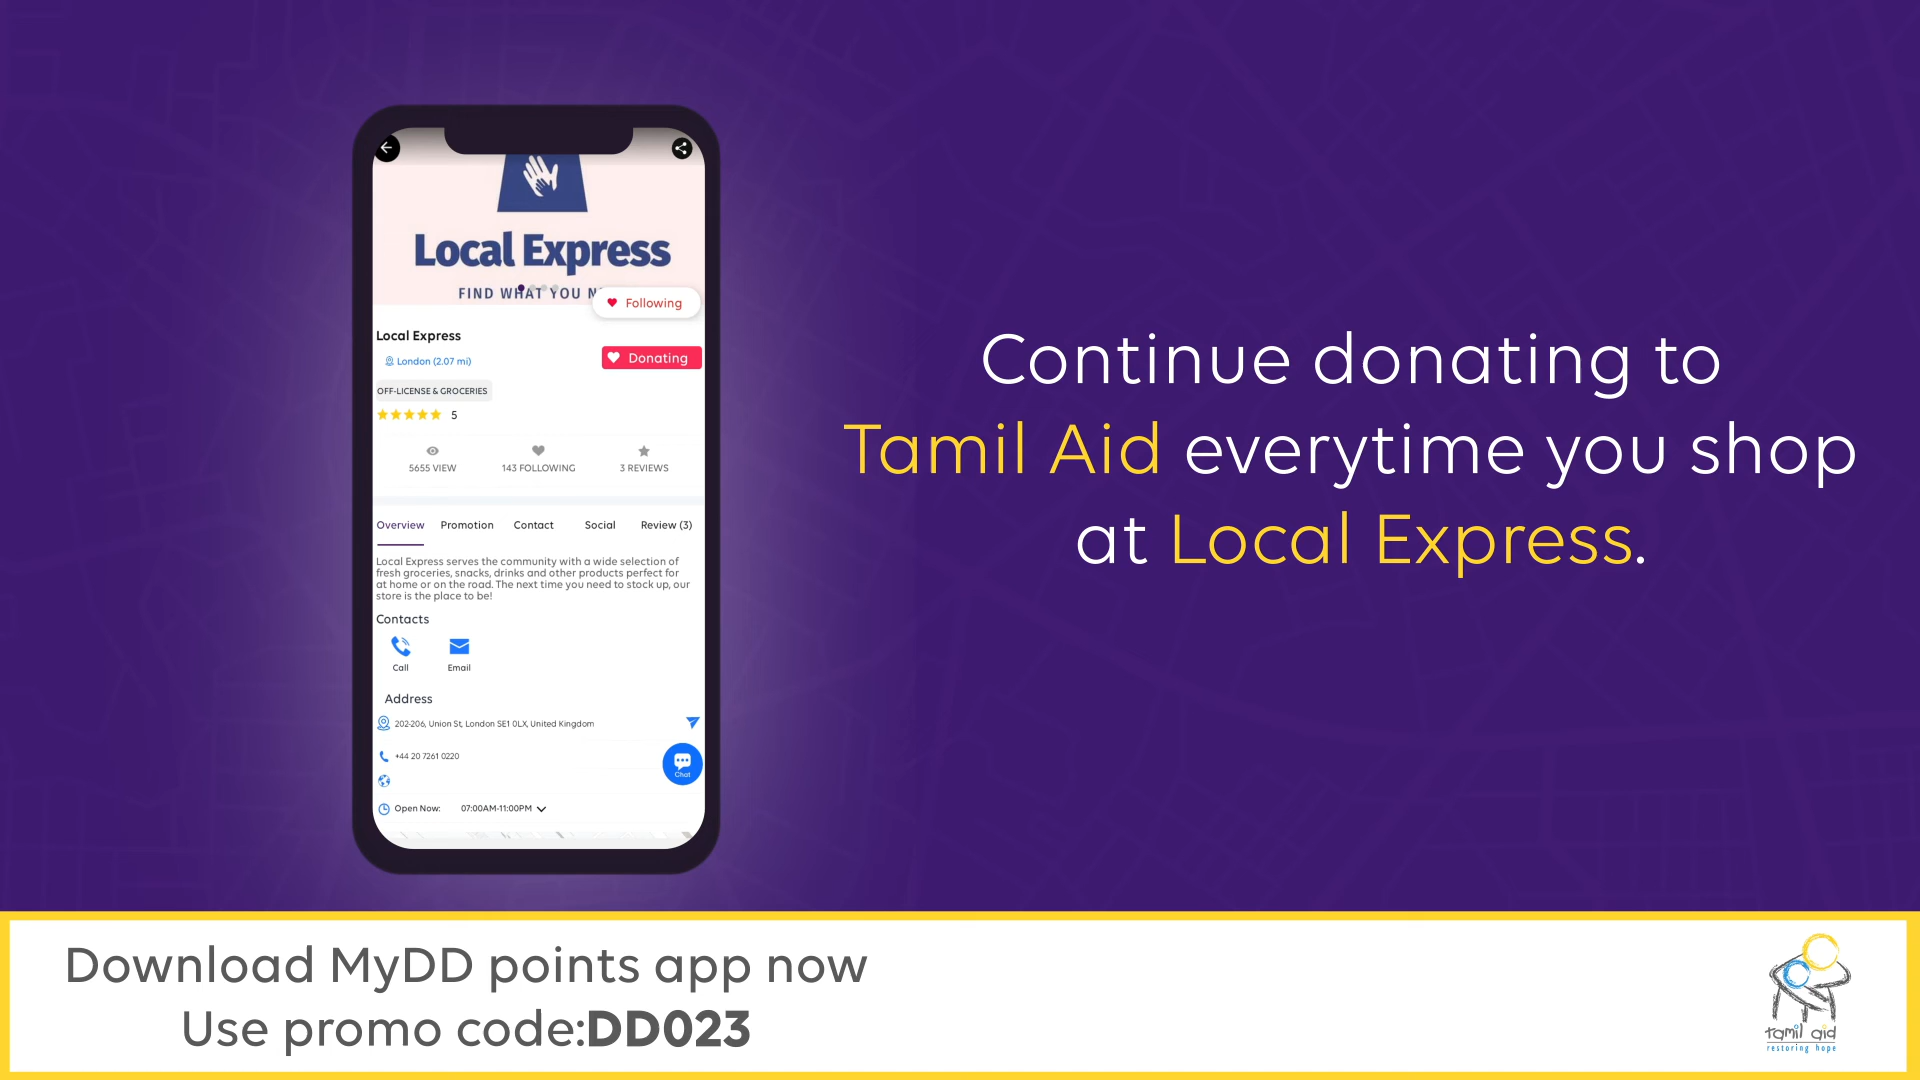 Local Express
FIND WHAT YOU N
Following
Local Express
London (2.07 mi)
Donating
OFF-LICENSE & GROCERIES
5
5655 VIEW
143 FOLLOWING
3 REVIEWS
Overview
Promotion
Contact
Social
Review (3)
Local Express serves the community with a wide selection of
fresh groceries, snacks, drinks and other products perfect for
at home or on the road. The next time you need to stock up, our
store is the place to be!
Contacts
Call
Email
Address
202-206, Union St, London SE1 0LX, United Kingdom
+44 20 7261 0220
Chat
Open Now: 07:00AM-11:00PM
Continue donating to
Tamil Aid everytime you shop
at Local Express.
Download MyDD points app now
Use promo code:DD023
tamil aid
restoring hope